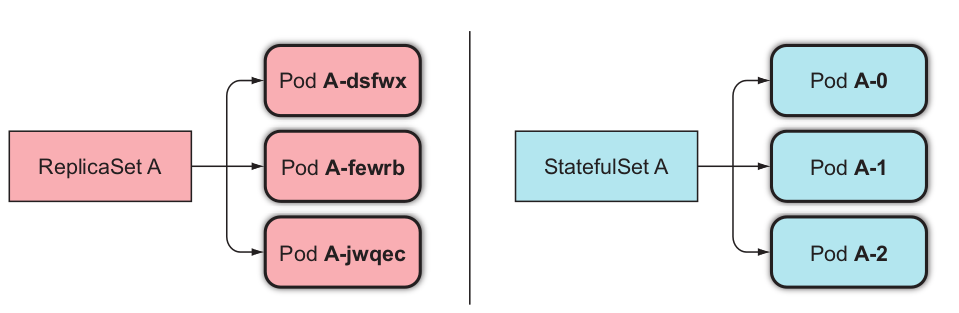 ReplicaSet A
Pod A-dsfwx
Pod A-fewrb
Pod A-jwqec
StatefulSet A
Pod A-0
Pod A-1
Pod A-2